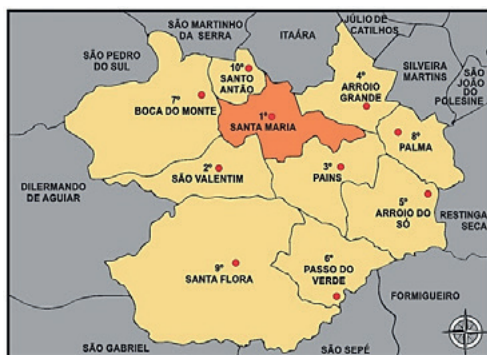 SÃO MARTINHO
DA SERRA
ITAÁRA
JÚLIO DE
CATILHOS
SÃO PEDRO
DO SUL
10º
SANTO
ANTÃO
4º
ARROIO
GRANDE
SILVEIRA
MARTINS
SÃO
JOÃO
DO
POLESINE
7º
BOCA DO MONTE
1º
SANTA MARIA
8º
PALMA
2º
SÃO VALENTIM
3º
PAINS
DILERMANDO
DE AGUIAR
5º
ARROIO DO
SÓ
RESTINGA
SECA
9º
SANTA FLORA
6º
PASSO DO
VERDE
FORMIGUEIRO
SÃO GABRIEL
SÃO SEPÉ